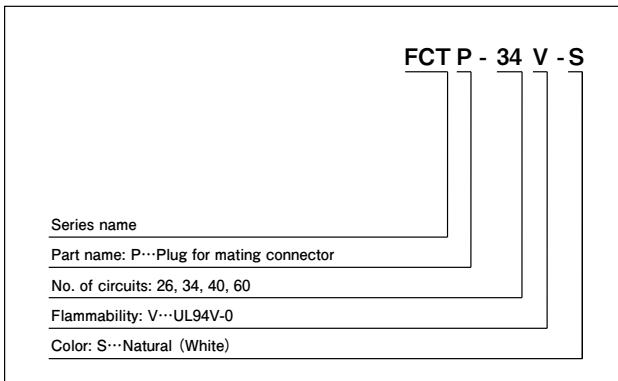 FCT P - 34 V - S
Series name
Part name: P…Plug for mating connector
No. of circuits: 26, 34, 40, 60
Flammability: V…UL94V-0
Color: S…Natural (White)